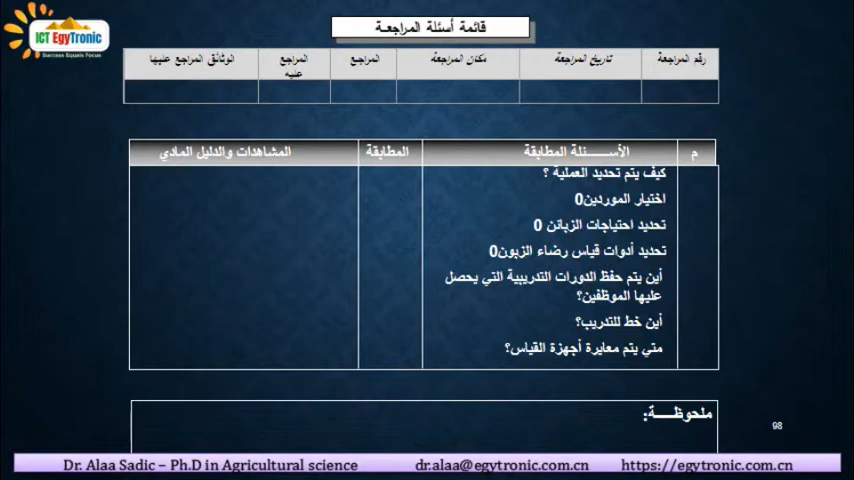 ICT EgyTronic
Success Equals Focus
قائمة أسئلة المراجعـة
رقم المراجعة تاريخ المراجعة مكان المراجعة المراجع المراجع عليه الوثائق المراجع عليها
م الأســـــئلة المطابقة المطابقة المشاهدات والدليل المادي
كيف يتم تحديد العملية ؟
اختيار الموردين0
تحديد احتياجات الزبائن 0
تحديد أدوات قياس رضاء الزبون0
أين يتم حفظ الدورات التدريبية التي يحصل
عليها الموظفين؟
أين خط للتدريب؟
متي يتم معايرة أجهزة القياس؟
ملحوظـــة:
98
Dr. Alaa Sadic – Ph.D in Agricultural science dr.alaa@egytronic.com.cn https://egytronic.com.cn